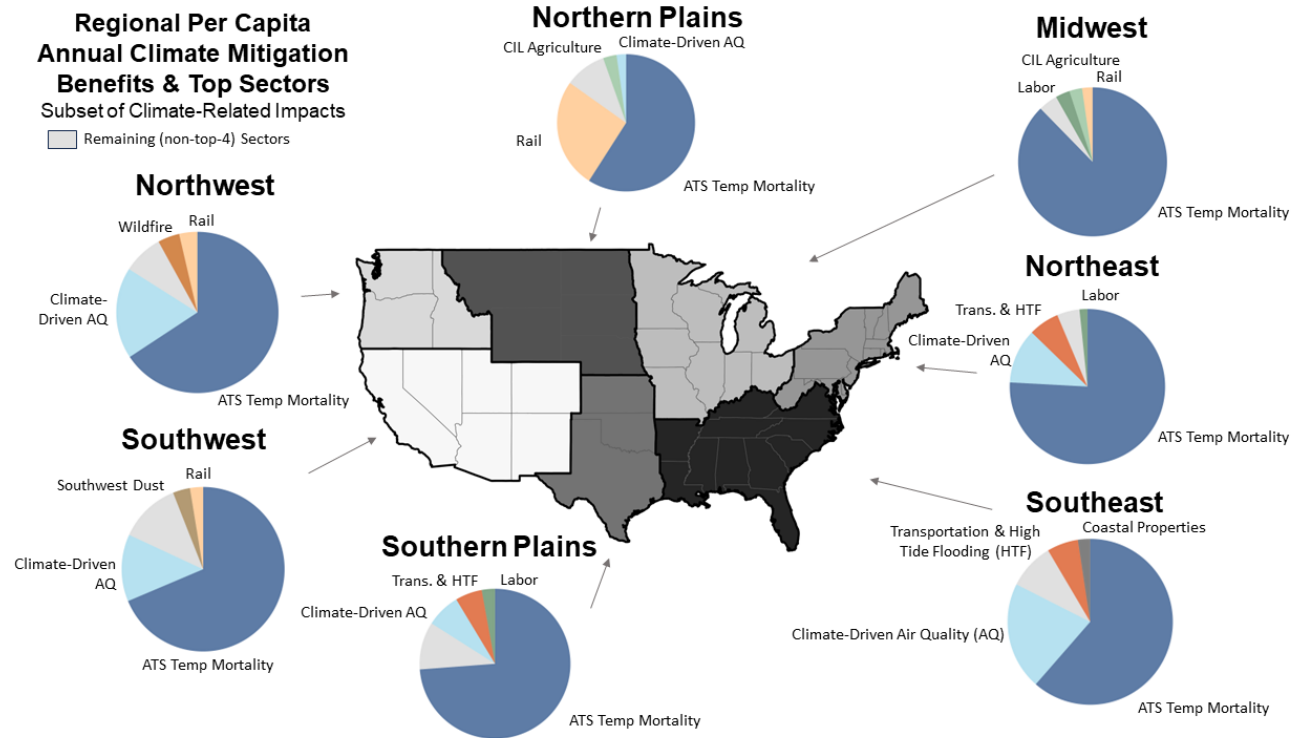 Regional Per Capita
Annual Climate Mitigation
Benefits & Top Sectors
Subset of Climate-Related Impacts
Remaining (non-top-4) Sectors
Northern Plains
CIL Agriculture
Climate-Driven AQ
Rail
ATS Temp Mortality
Midwest
CIL Agriculture
Rail
Labor
ATS Temp Mortality
Northwest
Wildfire
Rail
Climate-
Driven AQ
ATS Temp Mortality
Northeast
Labor
Trans. & HTF
Climate-Driven
AQ
ATS Temp Mortality
Southwest
Rail
Southwest Dust
Climate-Driven
AQ
ATS Temp Mortality
Southern Plains
Trans. & HTF
Labor
Climate-Driven AQ
ATS Temp Mortality
Southeast
Coastal Properties
Transportation & High
Tide Flooding (HTF)
Climate-Driven Air Quality (AQ)
ATS Temp Mortality